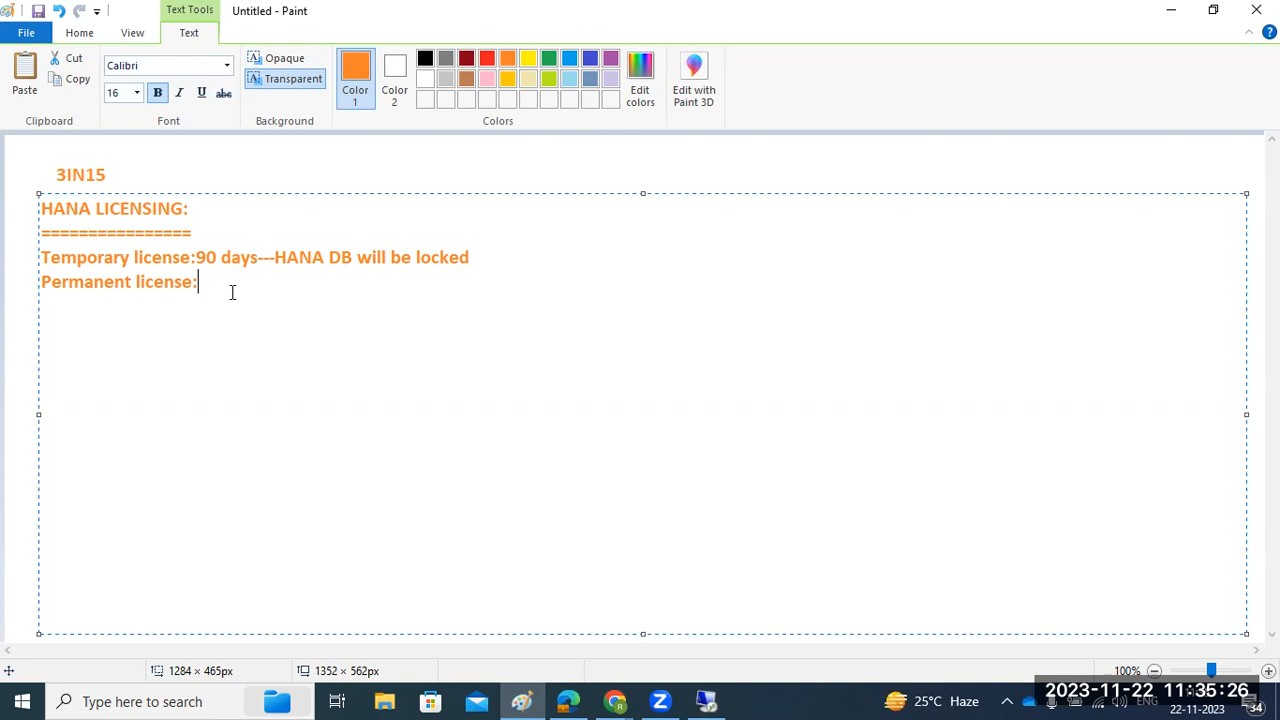 Text Tools
Untitled - Paint
File
Home
View
Text
Paste
Cut
Copy
Clipboard
Calibri
16
B
I
U
abc
Font
A Opaque
A Transparent
Background
Color 1
Color 2
Edit colors
Colors
Edit with Paint 3D
3IN15
HANA LICENSING:
================
Temporary license:90 days---HANA DB will be locked
Permanent license:
1284 × 465px
1352 × 562px
100%
Type here to search
25°C Haze
ENG
2023-11-22 11:35:26
22-11-2023
34